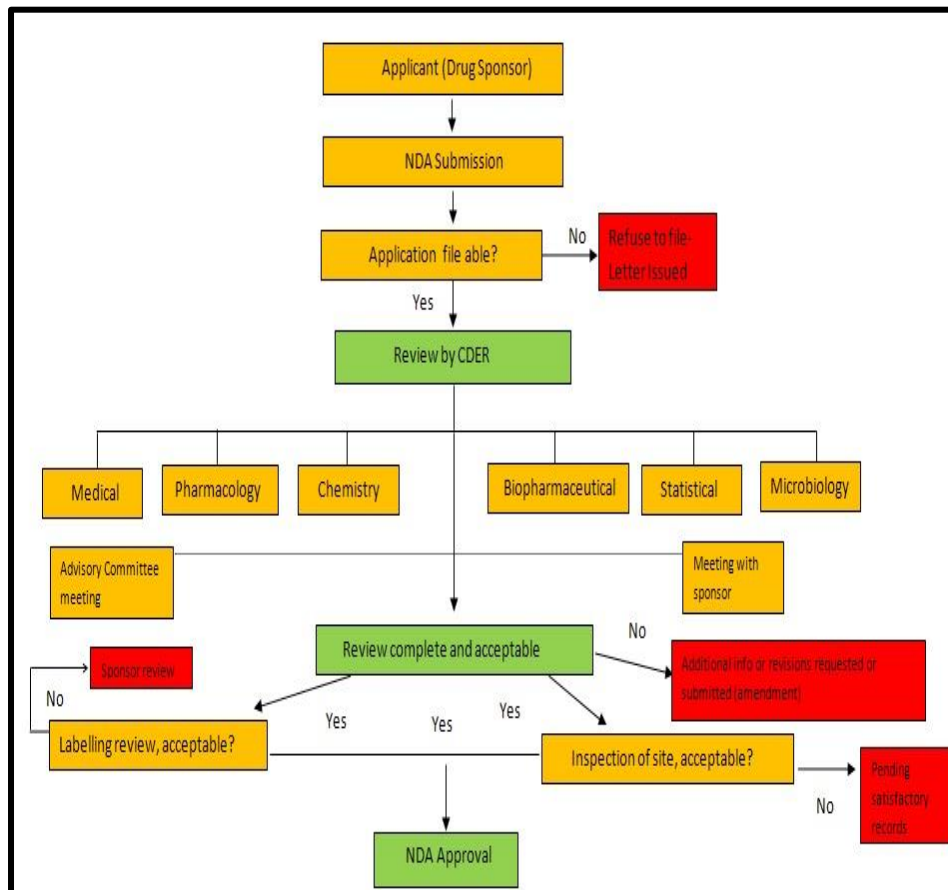 Applicant (Drug Sponsor)
NDA Submission
Application file able?
No
Refuse to file-
Letter Issued
Yes
Review by CDER
Medical
Pharmacology
Chemistry
Biopharmaceutical
Statistical
Microbiology
Advisory Committee
meeting
Meeting with
sponsor
Review complete and acceptable
No
Additional info or revisions requested or
submitted (amendment)
Sponsor review
No
Yes
Yes
Yes
Labelling review, acceptable?
Inspection of site, acceptable?
No
Pending
satisfactory
records
NDA Approval